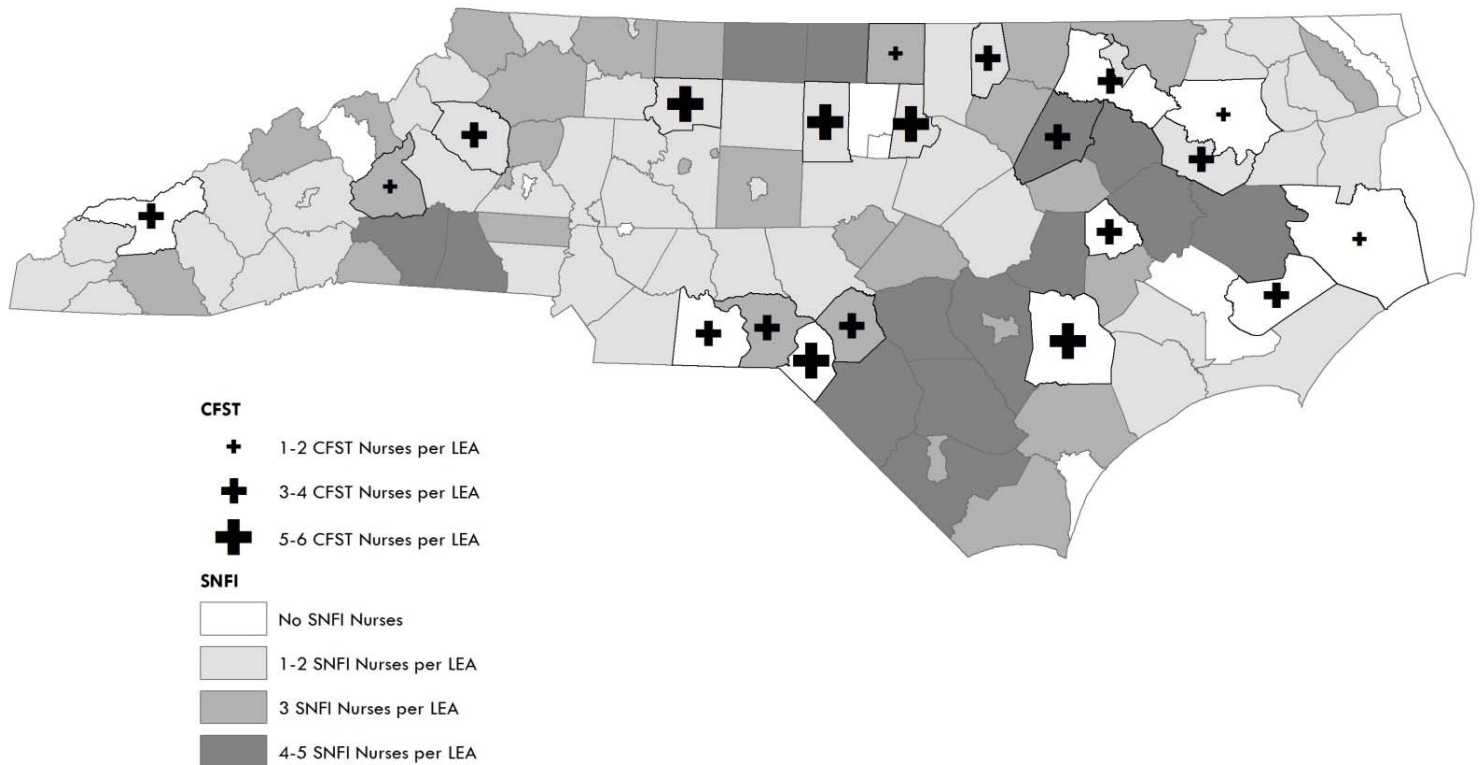 CFST
1-2 CFST Nurses per LEA
3-4 CFST Nurses per LEA
5-6 CFST Nurses per LEA
SNFI
No SNFI Nurses
1-2 SNFI Nurses per LEA
3 SNFI Nurses per LEA
4-5 SNFI Nurses per LEA